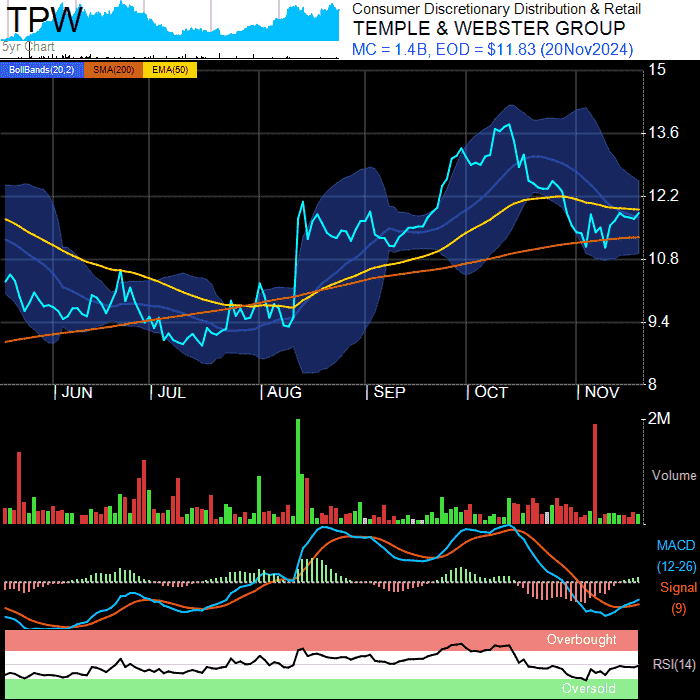 TPW
5yr Chart
Consumer Discretionary Distribution & Retail
TEMPLE & WEBSTER GROUP
MC = 1.4B, EOD = $11.83 (20Nov2024)
BollBands(20,2) SMA(200) EMA(50)
15
13.6
12.2
10.8
9.4
8
JUN JUL AUG SEP OCT NOV
2M
Volume
MACD
(12-26)
Signal
(9)
Overbought
RSI(14)
Oversold